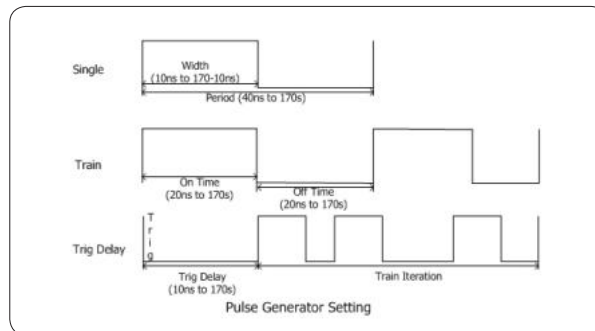 Single
Width
(10ns to 170-10ns)
Period (40ns to 170s)
Train
On Time
(20ns to 170s)
Off Time
(20ns to 170s)
Trig Delay
Trig
Trig Delay
(10ns to 170s)
Train Iteration
Pulse Generator Setting